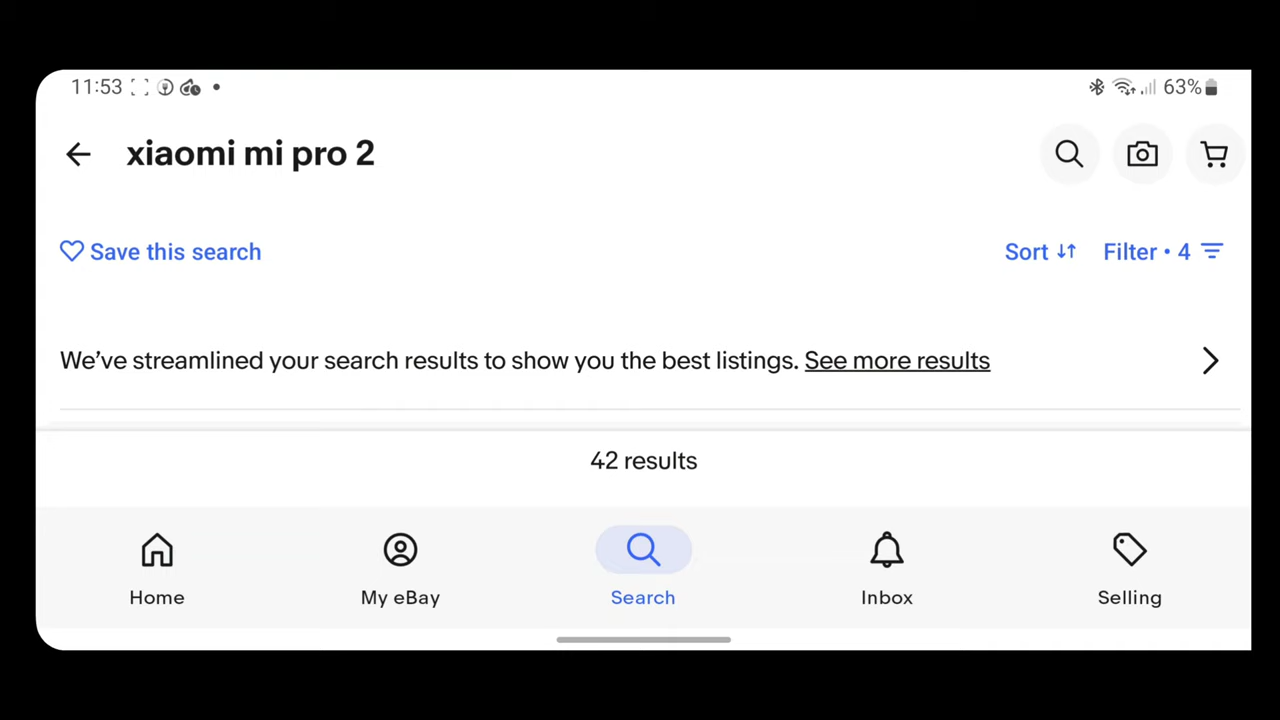 11:53
63%
xiaomi mi pro 2
Save this search
Sort
Filter • 4
We’ve streamlined your search results to show you the best listings. See more results
42 results
Home
My eBay
Search
Inbox
Selling